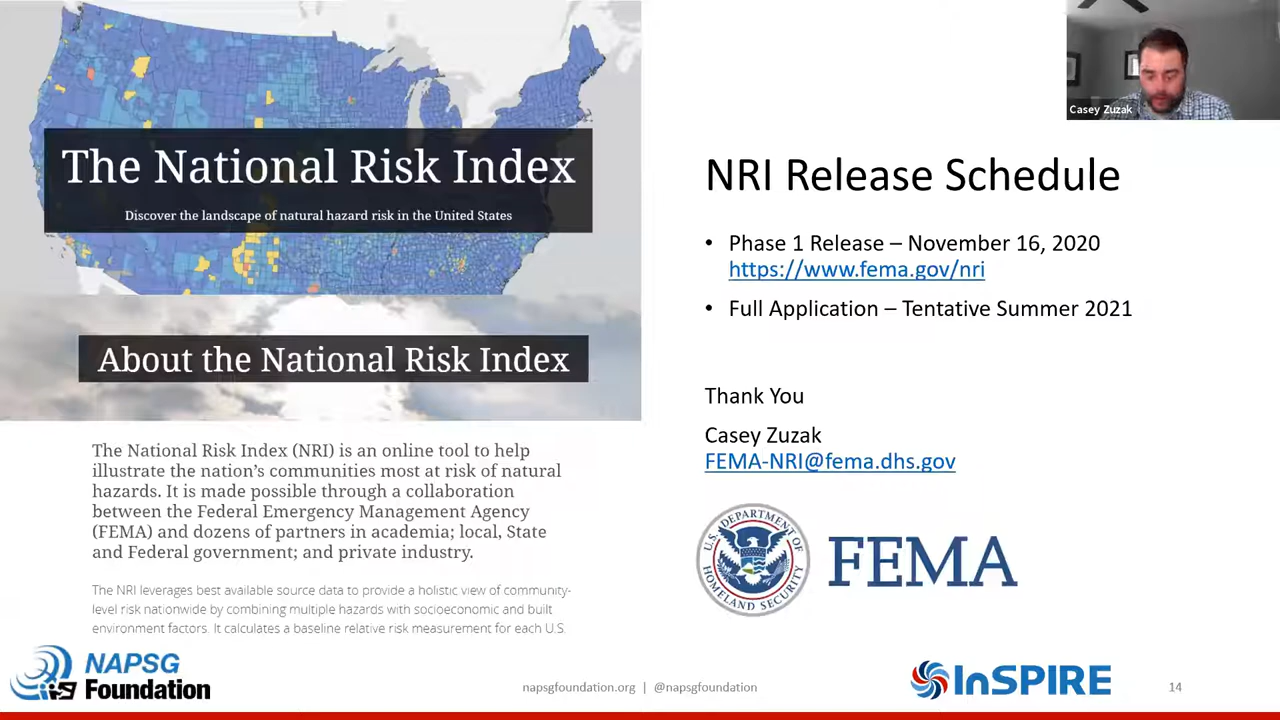 The National Risk Index
Discover the landscape of natural hazard risk in the United States
About the National Risk Index
The National Risk Index (NRI) is an online tool to help
illustrate the nation's communities most at risk of natural
hazards. It is made possible through a collaboration
between the Federal Emergency Management Agency
(FEMA) and dozens of partners in academia; local, State
and Federal government; and private industry.
The NRI leverages best available source data to provide a holistic view of community-
level risk nationwide by combining multiple hazards with socioeconomic and built
environment factors. It calculates a baseline relative risk measurement for each U.S.
Casey Zuzak
NRI Release Schedule
• Phase 1 Release – November 16, 2020
https://www.fema.gov/nri
• Full Application – Tentative Summer 2021
Thank You
Casey Zuzak
FEMA-NRI@fema.dhs.gov
U.S. DEPARTMENT OF
HOMELAND SECURITY
FEMA
NAPSG
Foundation
napsgfoundation.org | @napsgfoundation
InSPIRE
14